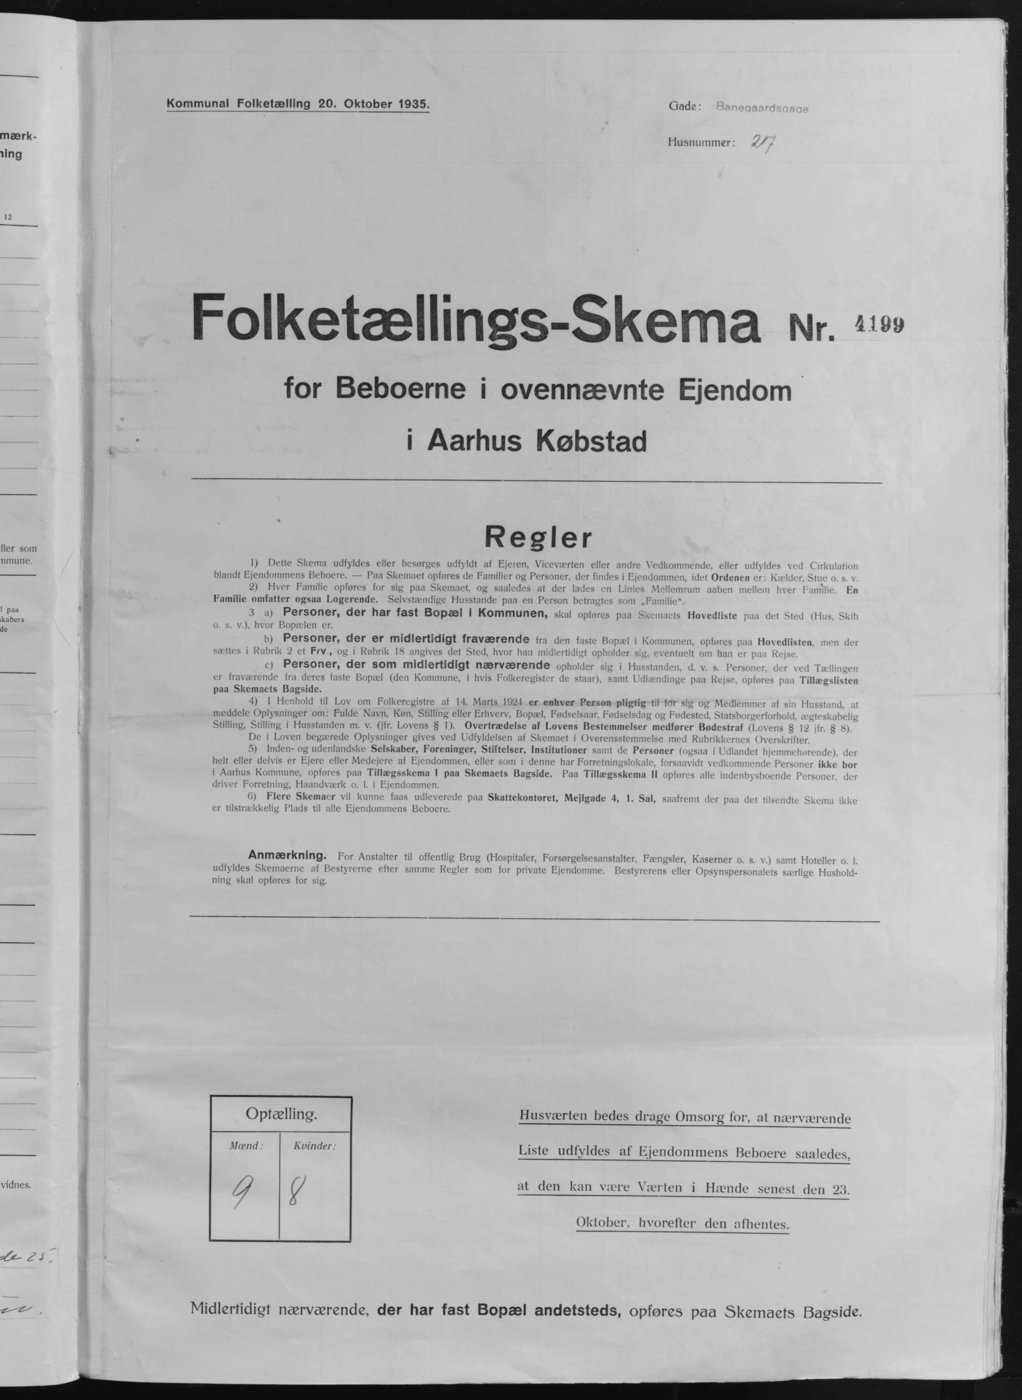 Kommunal Folketælling 20. Oktober 1935.
Gade: Banegaardsgade
Husnummer: 27
Folketællings-Skema Nr. 4199
for Beboerne i ovennævnte Ejendom
i Aarhus Købstad
Regler
1) Dette Skema udfyldes eller besørges udfyldt af Ejeren, Viceværten eller andre Vedkommende, eller udfyldes ved Cirkulation
blandt Ejendommens Beboere. — Paa Skemaet opføres de Familier og Personer, der findes i Ejendommen, idet Ordenen er: Kælder, Stue o. s. v.
2) Hver Familie opføres for sig paa Skemaet, og saaledes at der lades en Linies Mellemrum aaben mellem hver Familie. En
Familie omfatter ogsaa Logerende. Selvstændige Husstande paa en Person betragtes som „Familie“.
3 a) Personer, der har fast Bopæl i Kommunen, skal opføres paa Skemaets Hovedliste paa det Sted (Hus, Skib
o. s. v.), hvor Bopælen er.
b) Personer, der er midlertidigt fraværende fra den faste Bopæl i Kommunen, opføres paa Hovedlisten, men der
sættes i Rubrik 2 et Frv., og i Rubrik 18 angives det Sted, hvor han midlertidigt opholder sig, eventuelt om han er paa Rejse.
c) Personer, der som midlertidigt nærværende opholder sig i Husstanden, d. v. s. Personer, der ved Tællingen
er fraværende fra deres faste Bopæl (den Kommune, i hvis Folkeregister de staar), samt Udlændinge paa Rejse, opføres paa Tillægslisten
paa Skemaets Bagside.
4) I Henhold til Lov om Folkeregistre af 14. Marts 1924 er enhver Person pligtig til for sig og Medlemmer af sin Husstand, at
meddele Oplysninger om: Fulde Navn, Køn, Stilling eller Erhverv, Bopæl, Fødselsaar, Fødselsdag og Fødested, Statsborgerforhold, ægteskabelig
Stilling, Stilling i Husstanden m. v. (jfr. Lovens § 1). Overtrædelse af Lovens Bestemmelser medfører Bødestraf (Lovens § 12 jfr. § 8).
De i Loven begærede Oplysninger gives ved Udfyldelsen af Skemaet i Overensstemmelse med Rubrikkernes Overskrifter.
5) Inden- og udenlandske Selskaber, Foreninger, Stiftelser, Institutioner samt de Personer (ogsaa i Udlandet hjemmehørende), der
helt eller delvis er Ejere eller Medejere af Ejendommen, eller som i denne har Forretningslokale, forsaavidt vedkommende Personer ikke bor
i Aarhus Kommune, opføres paa Tillægsskema I paa Skemaets Bagside. Paa Tillægsskema II opføres alle indenbysboende Personer, der
driver Forretning, Haandværk o. l. i Ejendommen.
6) Flere Skemaer vil kunne faas udleverede paa Skattekontoret, Mejlgade 4, 1. Sal, saafremt der paa det tilsendte Skema ikke
er tilstrækkelig Plads til alle Ejendommens Beboere.
Anmærkning. For Anstalter til offentlig Brug (Hospitaler, Forsørgelsesanstalter, Fængsler, Kaserner o. s. v.) samt Hoteller o. l.
udfyldes Skemaerne af Bestyrerne efter samme Regler som for private Ejendomme. Bestyrerens eller Opsynspersonalets særlige Hushold-
ning skal opføres for sig.
Optælling.
Mænd: Kvinder:
9 8
Husværten bedes drage Omsorg for, at nærværende
Liste udfyldes af Ejendommens Beboere saaledes,
at den kan være Værten i Hænde senest den 23.
Oktober, hvorefter den afhentes.
Midlertidigt nærværende, der har fast Bopæl andetsteds, opføres paa Skemaets Bagside.
mærk-
ning
12
ller som
mmune.
l paa
skabers
de
vidnes.
de 25.